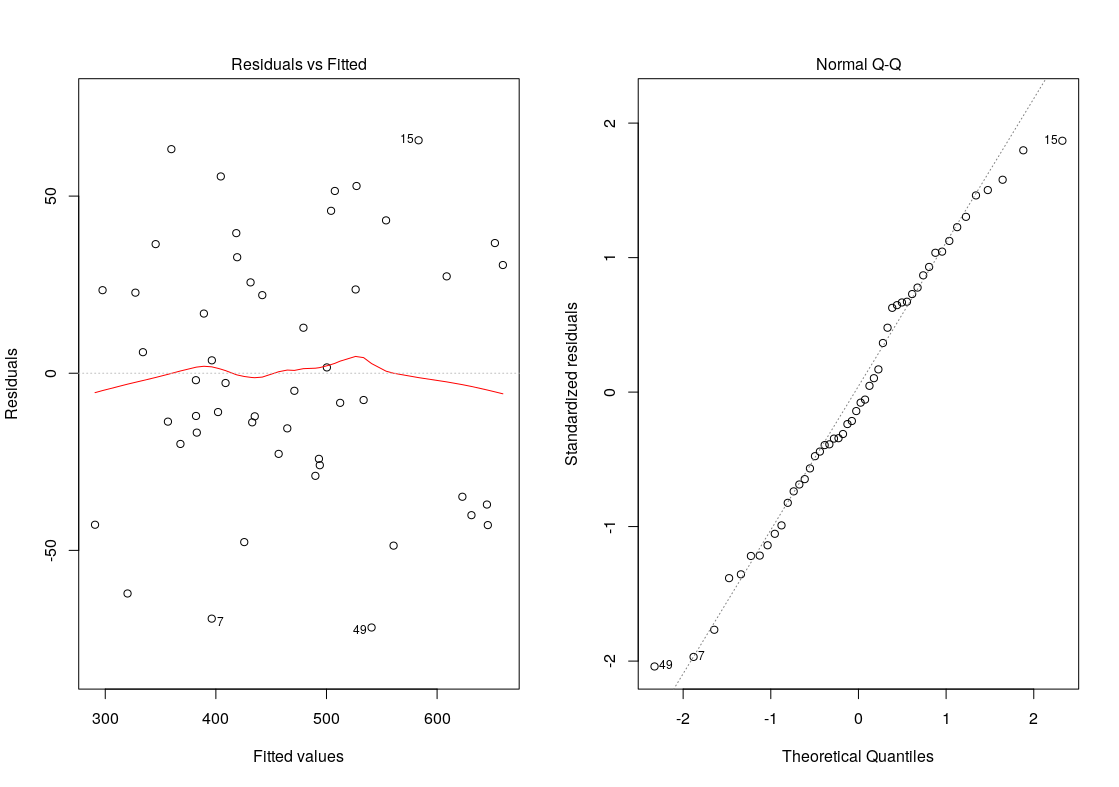 Residuals vs Fitted
Residuals
50
0
-50
15
7
49
300 400 500 600
Fitted values
Normal Q-Q
Standardized residuals
2
1
0
-1
-2
15
7
49
-2 -1 0 1 2
Theoretical Quantiles